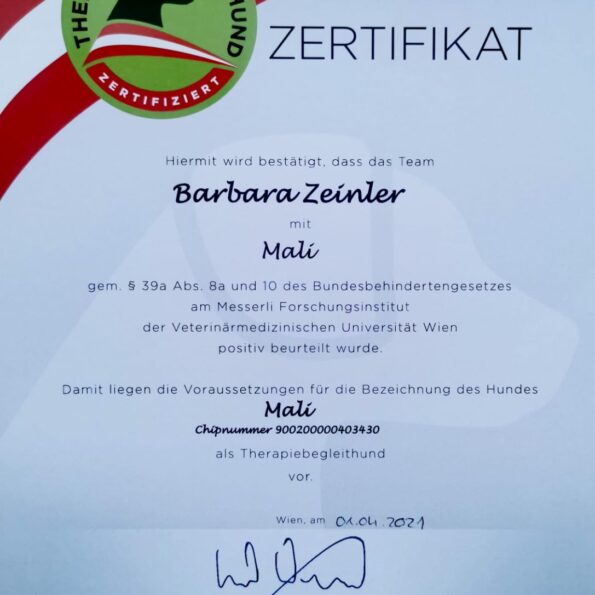 THE HUND
ZERTIFIZIERT
ZERTIFIKAT
Hiermit wird bestätigt, dass das Team
Barbara Zeinler
mit
Mali
gem. § 39a Abs. 8a und 10 des Bundesbehindertengesetzes
am Messerli Forschungsinstitut
der Veterinärmedizinischen Universität Wien
positiv beurteilt wurde.
Damit liegen die Voraussetzungen für die Bezeichnung des Hundes
Mali
Chipnummer 900200000403430
als Therapiebegleithund
vor.
Wien, am 01.04.2021